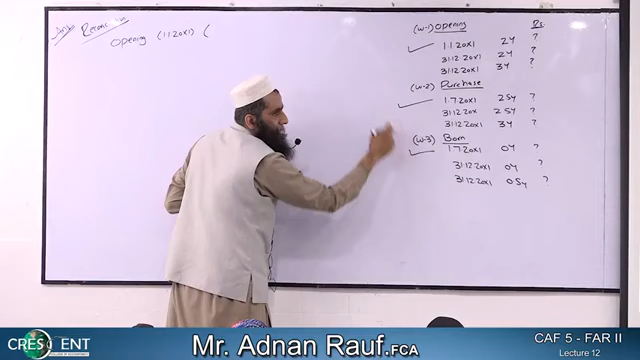 Reconciliation
Opening (1.1.20X1) (
(W-1) Opening Rs.
1.1.20X1 2Y ?
31.12.20X1 2Y ?
31.12.20X1 3Y ?
(W-2) Purchase
1.7.20X1 2.5Y ?
31.12.20X 2.5Y ?
31.12.20X1 3Y ?
(W-3) Born
1.7.20X1 0Y ?
31.12.20X1 0Y ?
31.12.20X1 0.5Y ?
CRESCENT
Mr. Adnan Rauf.FCA
CAF 5 - FAR II
Lecture 12